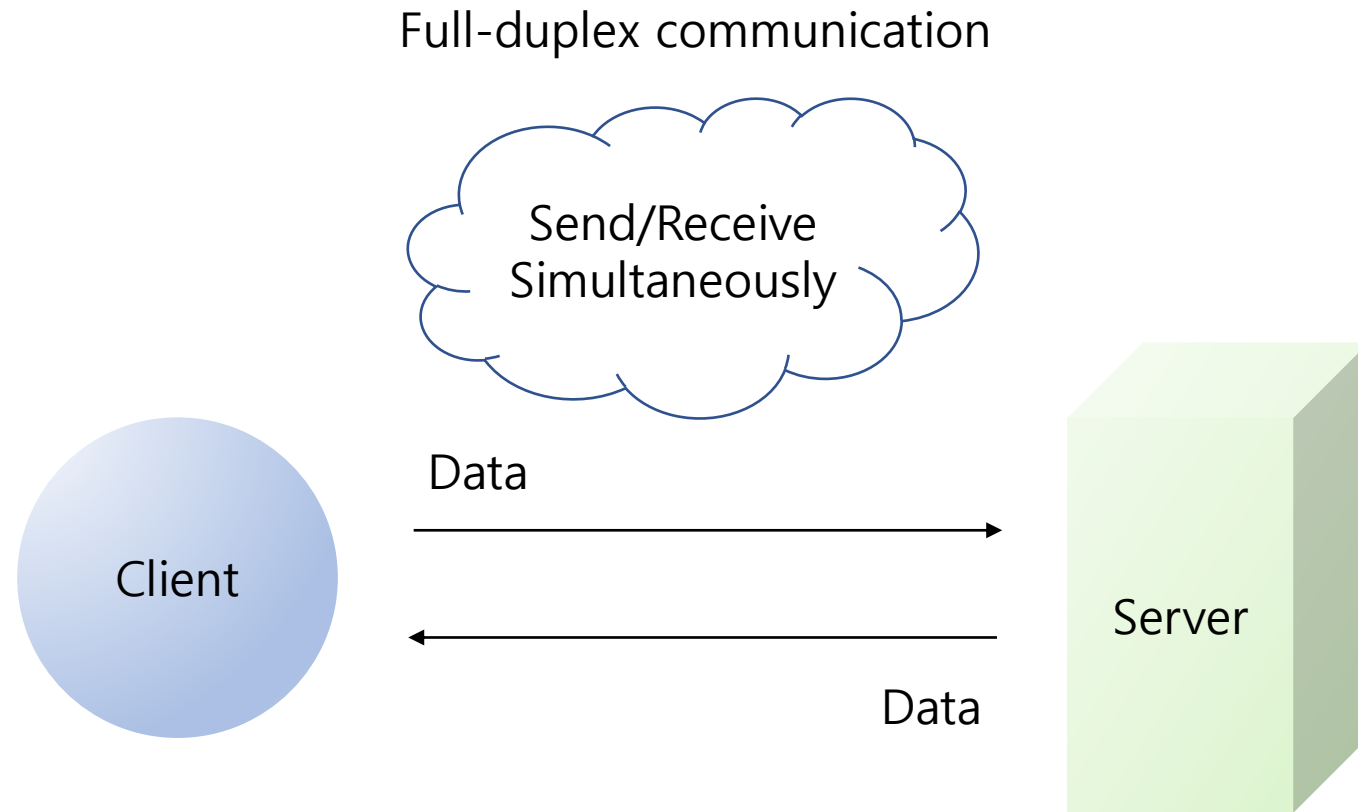 Full-duplex communication
Send/Receive
Simultaneously
Data
Client
Server
Data